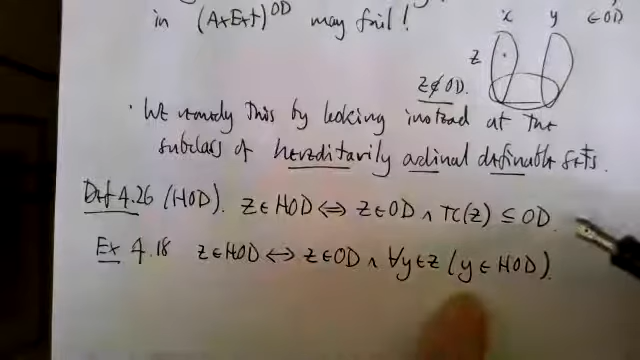 in (AxExt)^OD may fail!
x y ∈ OD
z
z ∉ OD.
· We remedy this by looking instead at the
subclass of hereditarily ordinal definable sets.
Def 4.26 (HOD). z ∈ HOD ⟺ z ∈ OD ∧ TC(z) ⊆ OD.
Ex 4.18 z ∈ HOD ⟺ z ∈ OD ∧ ∀y ∈ z (y ∈ HOD).